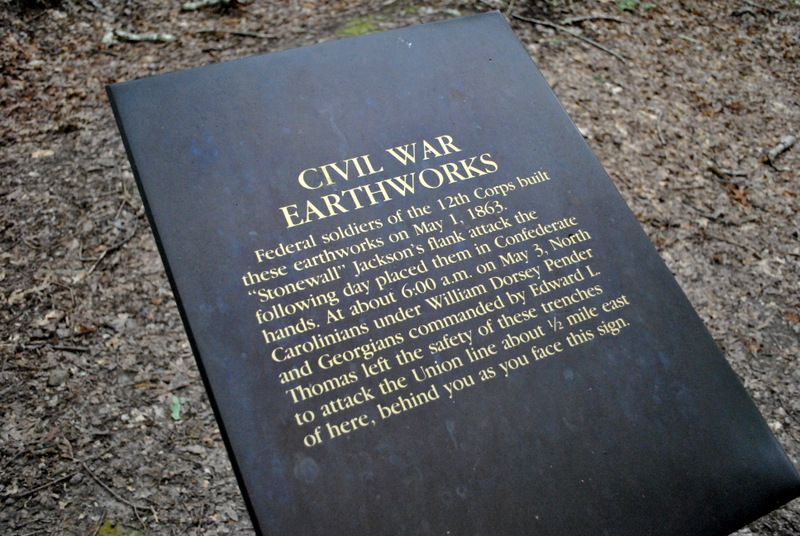 CIVIL WAR
EARTHWORKS
Federal soldiers of the 12th Corps built
these earthworks on May 1, 1863.
"Stonewall" Jackson's flank attack the
following day placed them in Confederate
hands. At about 6:00 a.m. on May 3, North
Carolinians under William Dorsey Pender
and Georgians commanded by Edward L.
Thomas left the safety of these trenches
to attack the Union line about ½ mile east
of here, behind you as you face this sign.